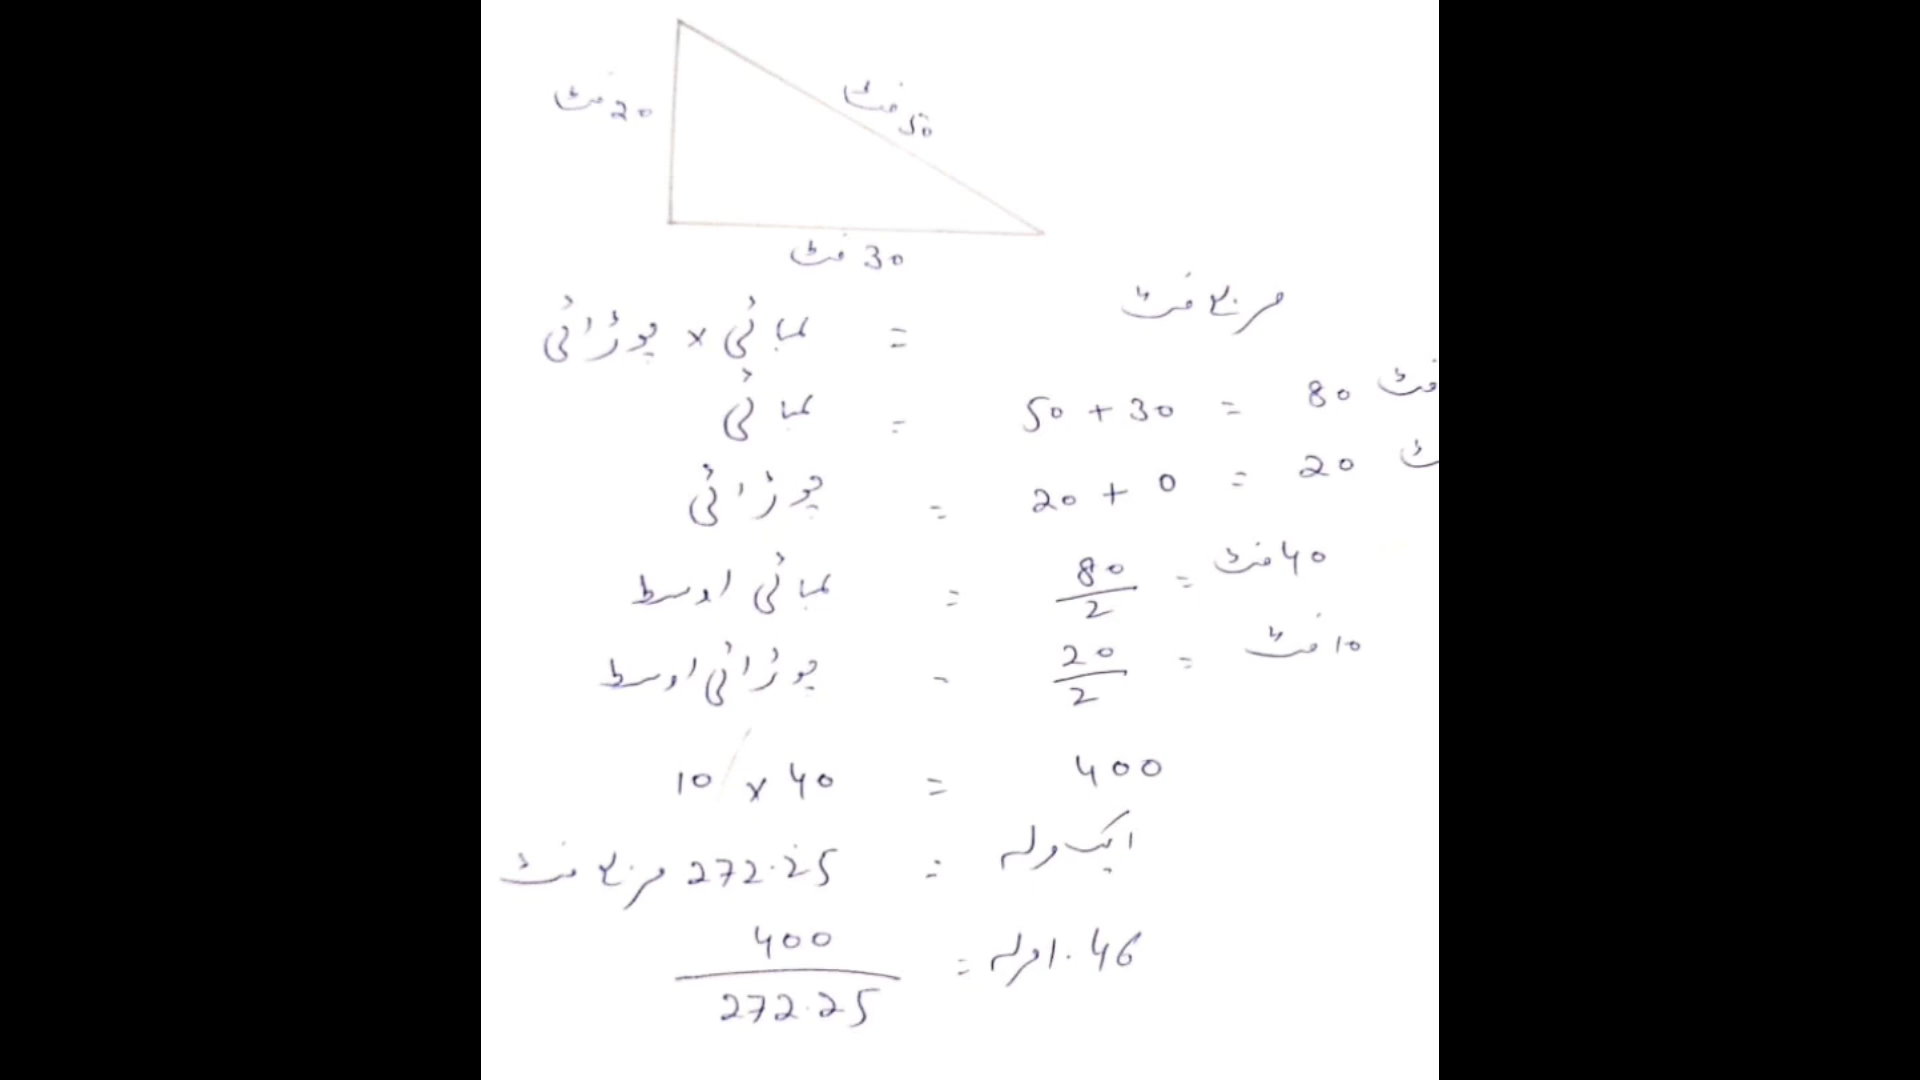 20 فٹ
50 فٹ
30 فٹ
مربع فٹ = لمبائی x چوڑائی
لمبائی = 50 + 30 = 80 فٹ
چوڑائی = 20 + 0 = 20
لمبائی اوسط = 80/2 = 40 فٹ
چوڑائی اوسط = 20/2 = 10 فٹ
10 x 40 = 400
ایک مرلہ = 272.25 مربع فٹ
400/272.25 = 1.46 مرلہ